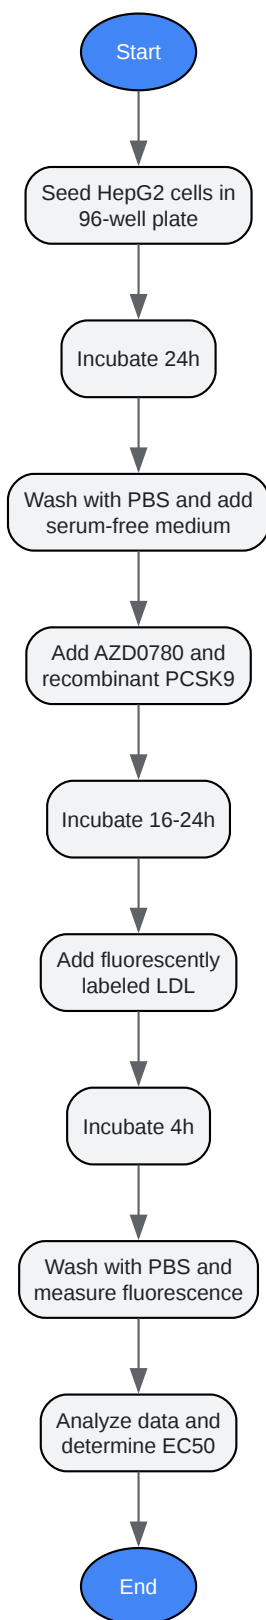 Start
Seed HepG2 cells in
96-well plate
Incubate 24h
Wash with PBS and add
serum-free medium
Add AZD0780 and
recombinant PCSK9
Incubate 16-24h
Add fluorescently
labeled LDL
Incubate 4h
Wash with PBS and
measure fluorescence
Analyze data and
determine EC50
End